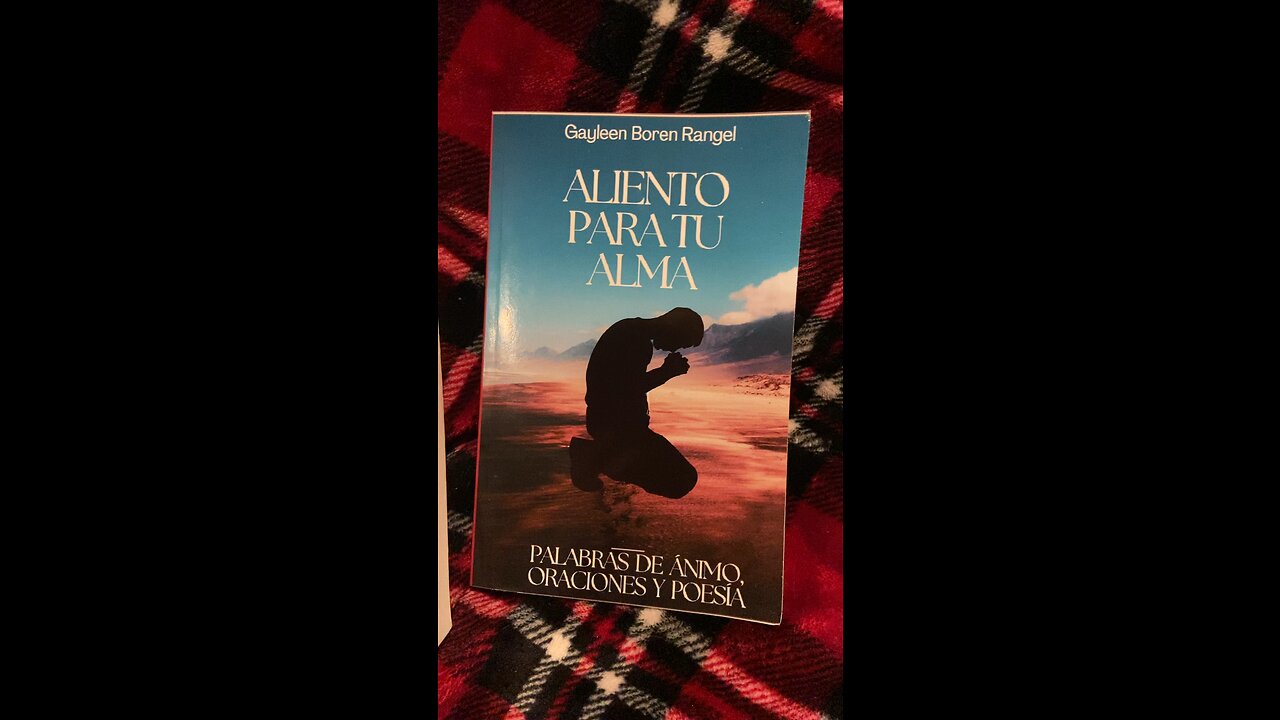 Gayleen Boren Rangel
ALIENTO
PARA TU
ALMA
PALABRAS DE ÁNIMO,
ORACIONES Y POESÍA